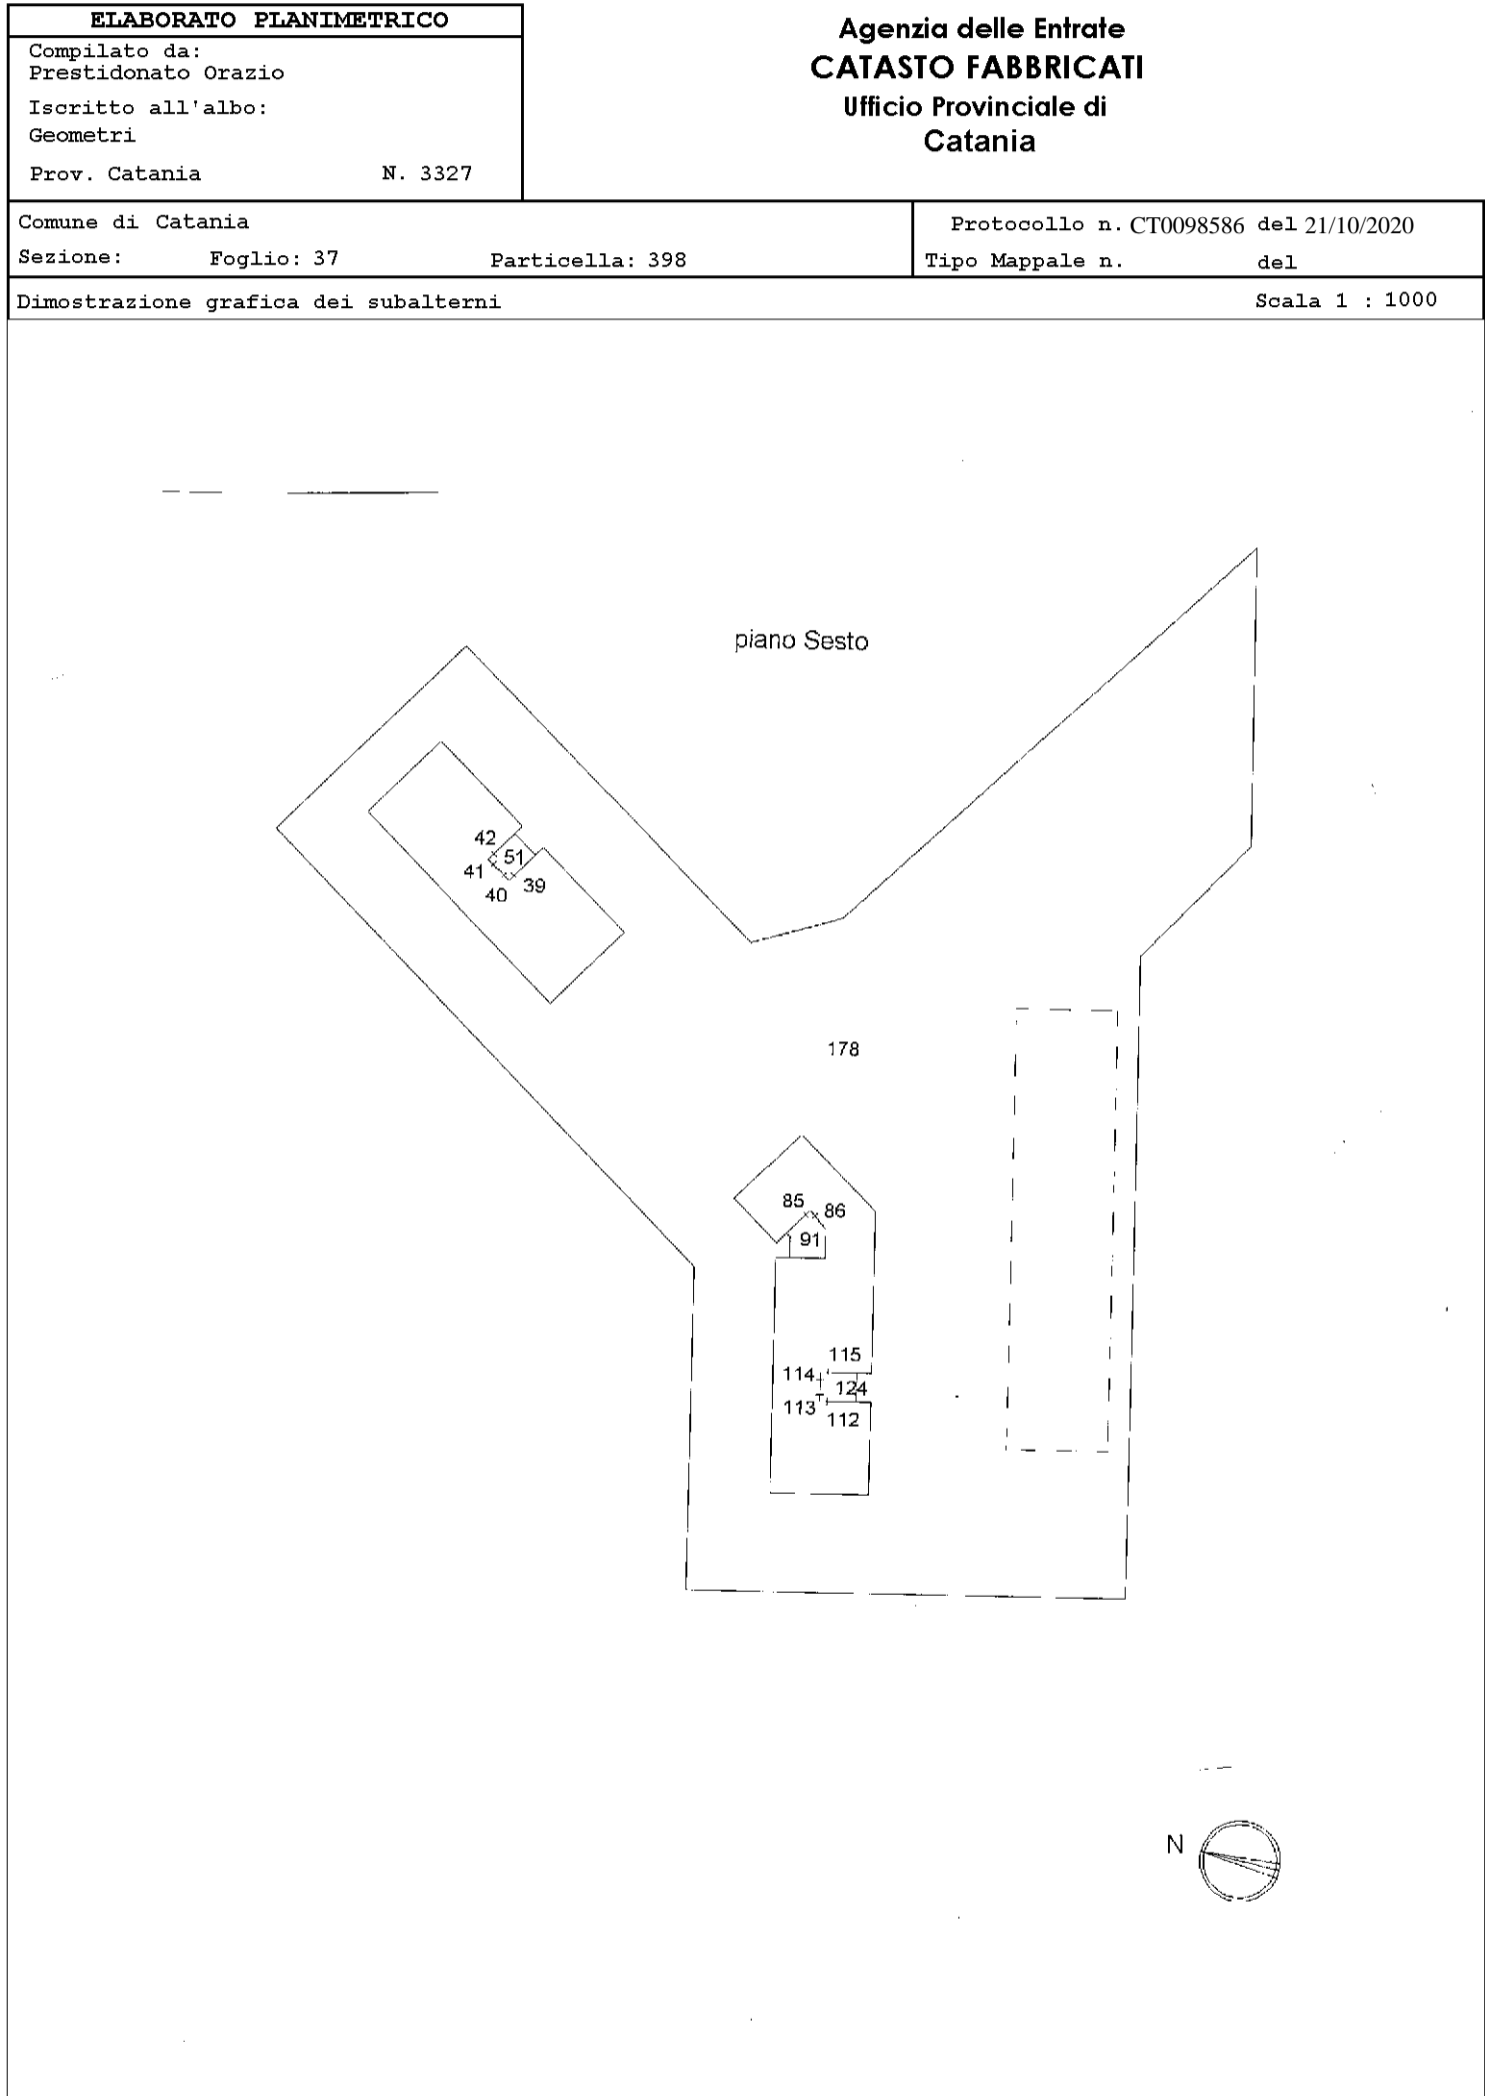 ELABORATO PLANIMETRICO
Compilato da:
Prestidonato Orazio
Iscritto all'albo:
Geometri
Prov. Catania N. 3327
Agenzia delle Entrate
CATASTO FABBRICATI
Ufficio Provinciale di
Catania
Comune di Catania
Sezione: Foglio: 37 Particella: 398
Protocollo n. CT0098586 del 21/10/2020
Tipo Mappale n. del
Dimostrazione grafica dei subalterni Scala 1 : 1000
piano Sesto
42
51
41
39
40
178
85
86
91
115
114
124
113
112
N